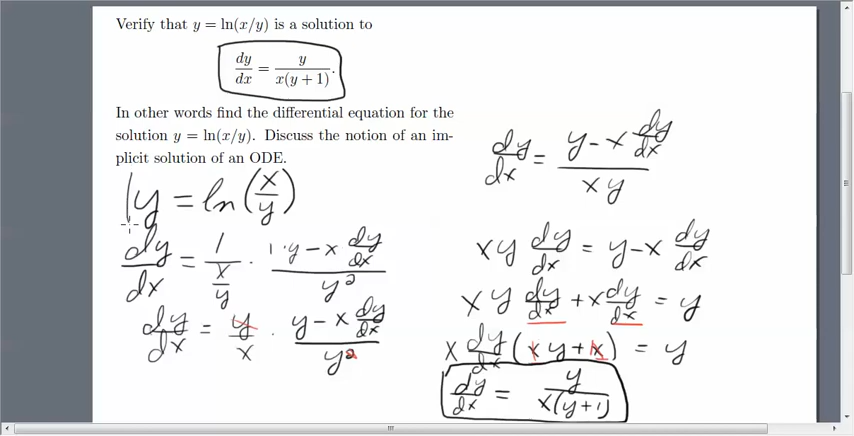 Verify that y = ln(x/y) is a solution to
dy/dx = y/(x(y + 1)).
In other words find the differential equation for the
solution y = ln(x/y). Discuss the notion of an im-
plicit solution of an ODE.
y = ln(x/y)
dy/dx = 1/(x/y) · (1·y − x dy/dx)/y²
dy/dx = y/x · (y − x dy/dx)/y²
dy/dx = (y − x dy/dx)/(xy)
xy dy/dx = y − x dy/dx
xy dy/dx + x dy/dx = y
x dy/dx (xy + x) = y
dy/dx = y/(x(y+1))